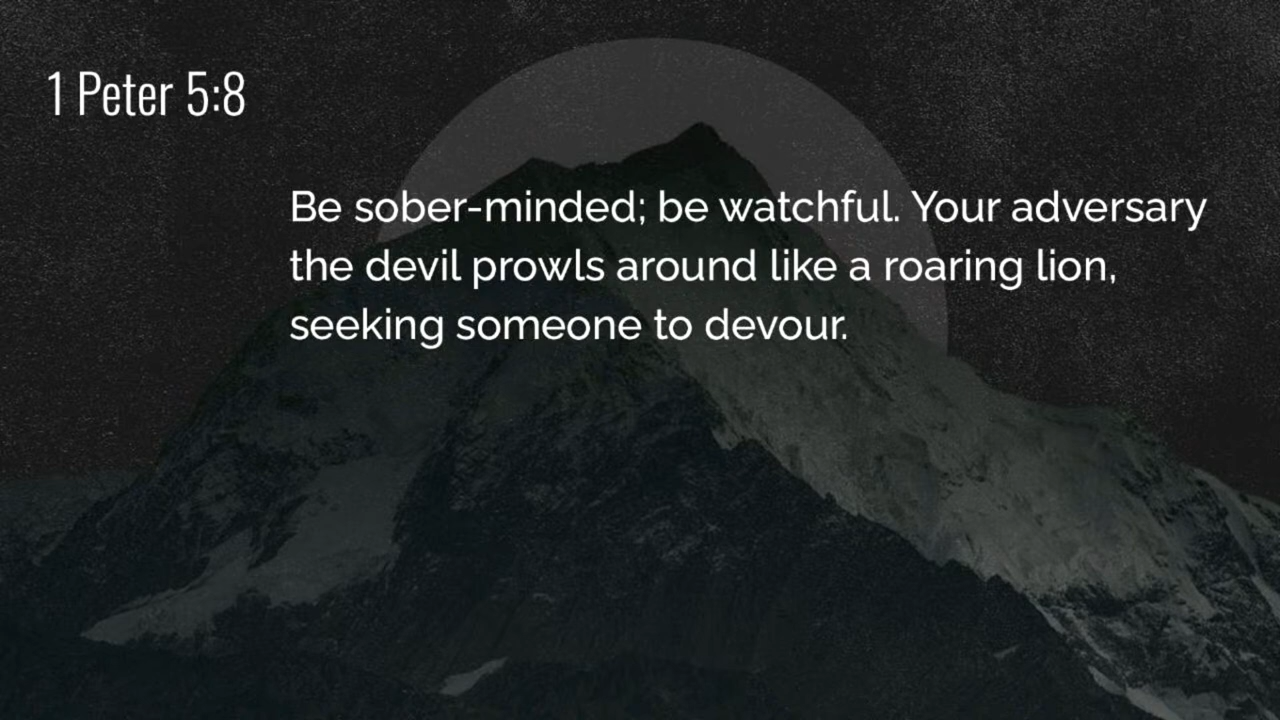 1 Peter 5:8
Be sober-minded; be watchful. Your adversary
the devil prowls around like a roaring lion,
seeking someone to devour.